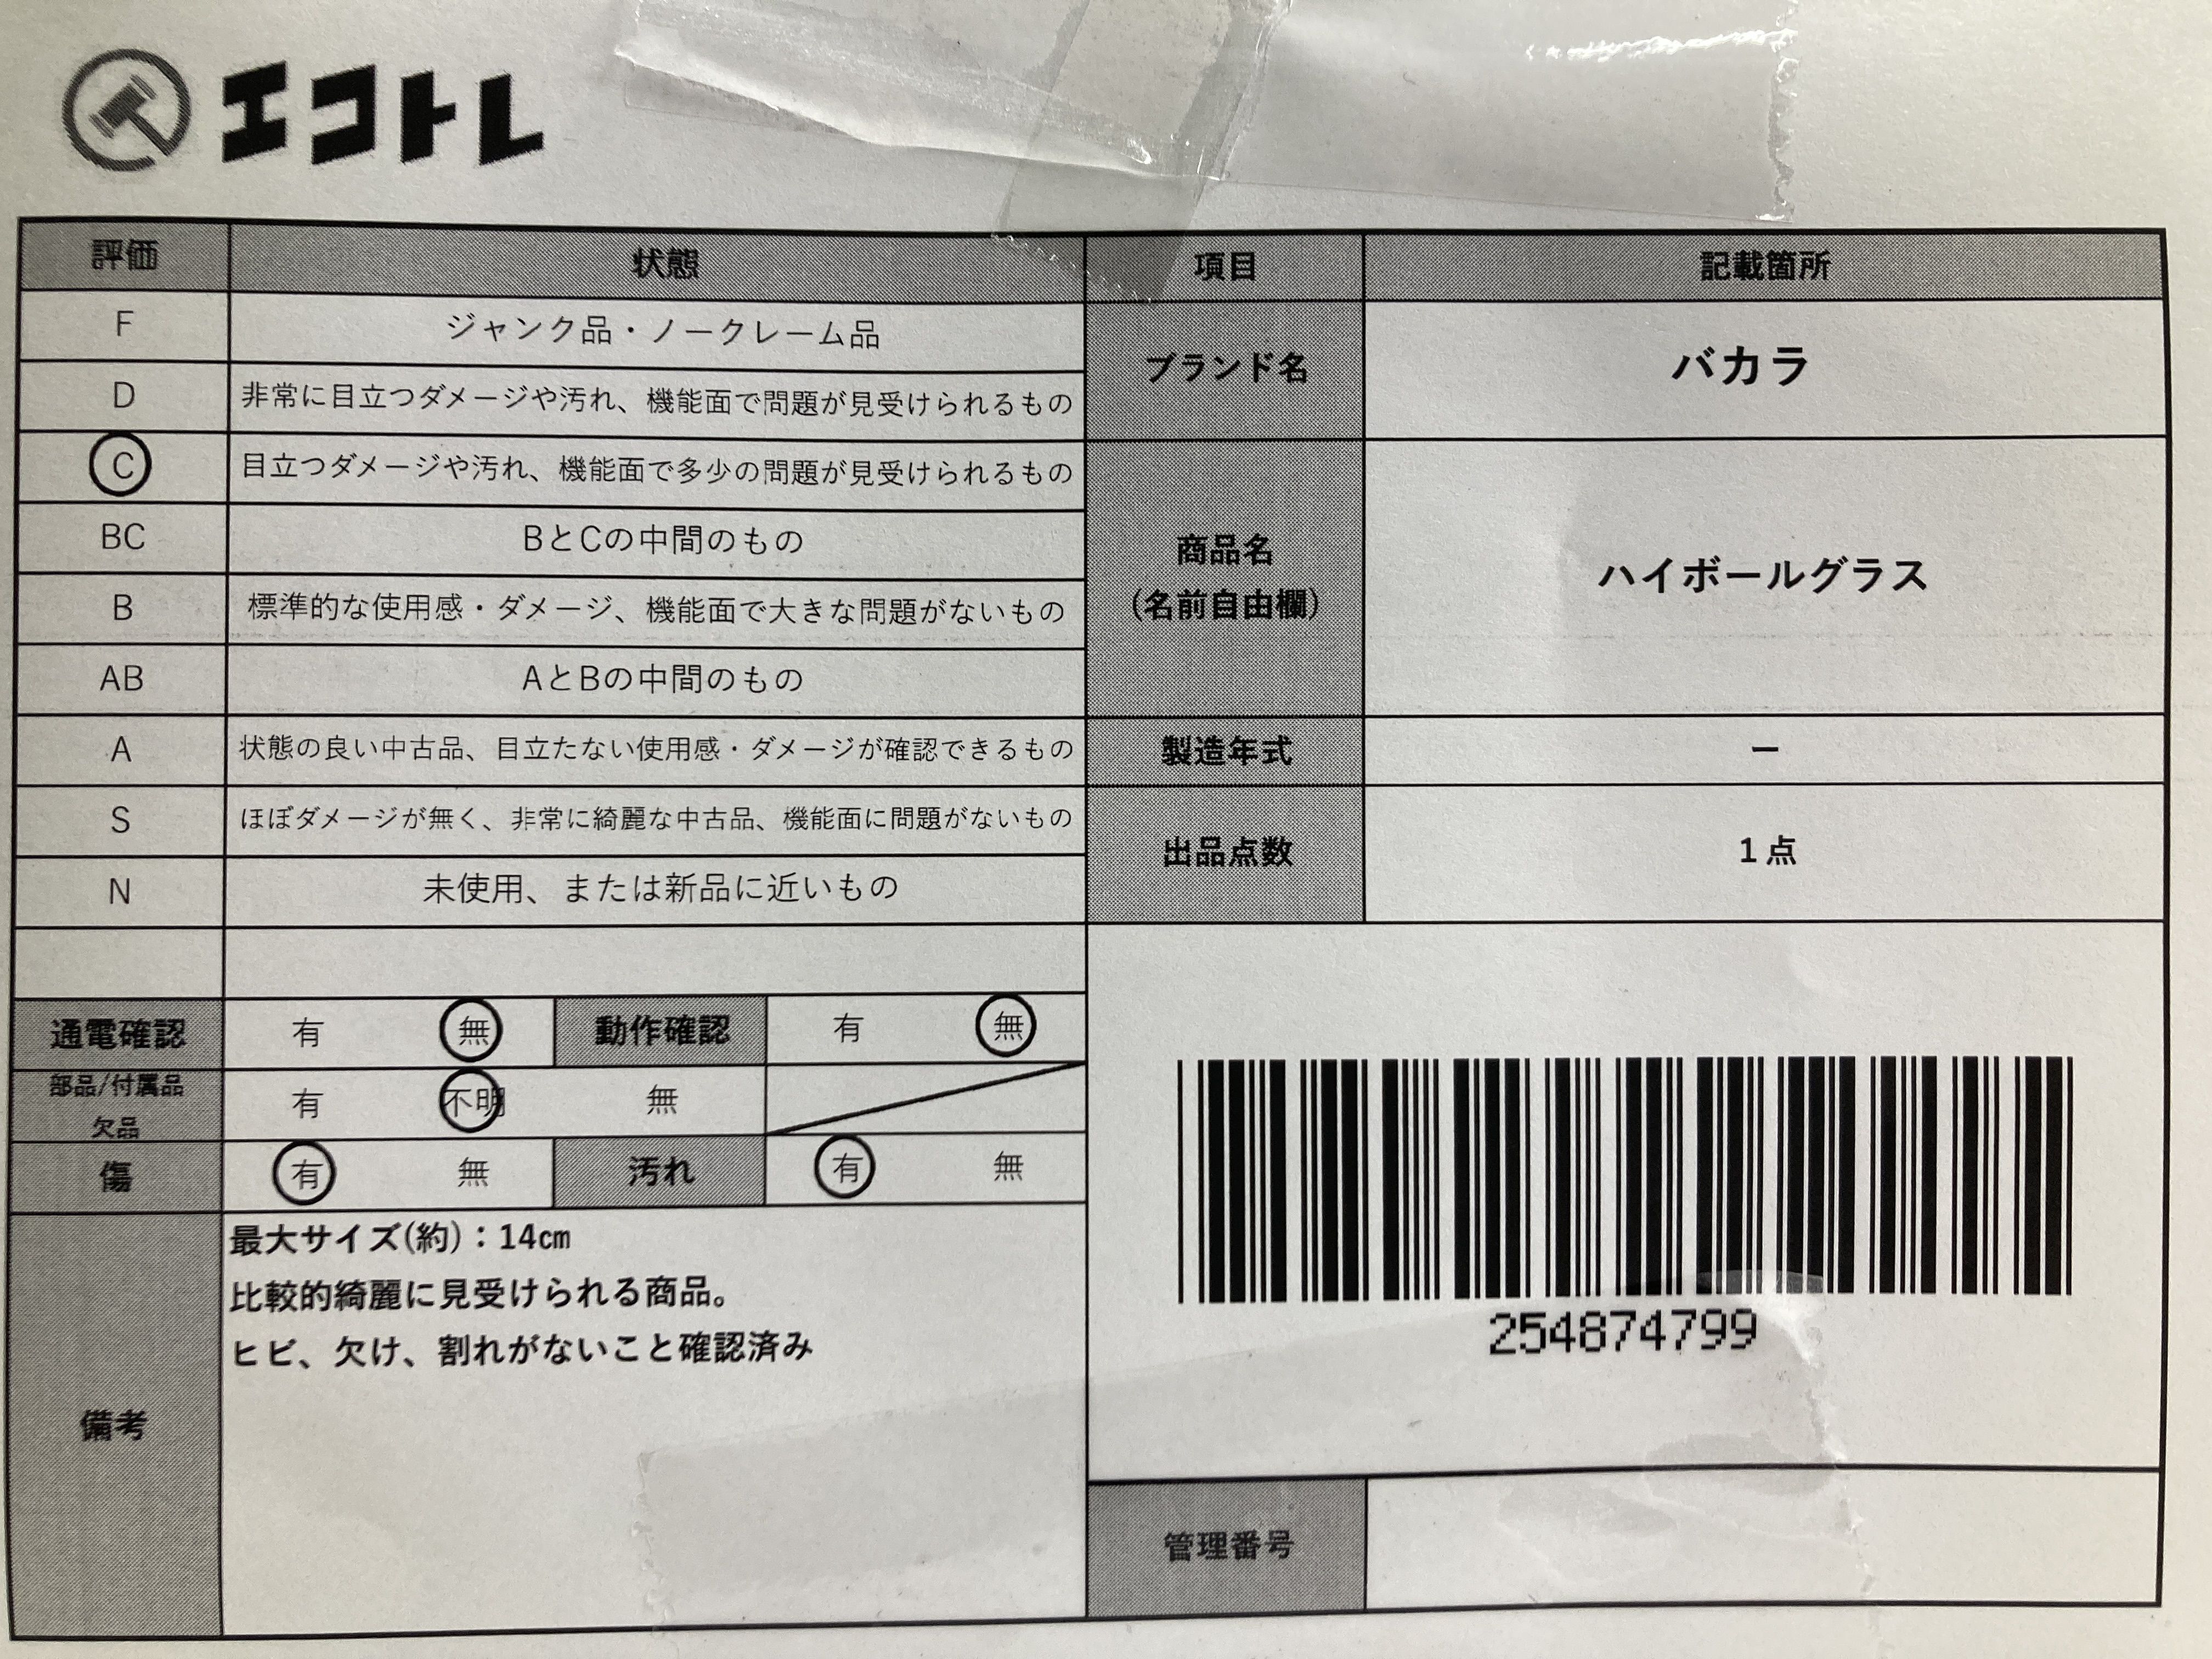 エコトレ
評価 状態 項目 記載箇所
F ジャンク品・ノークレーム品
D 非常に目立つダメージや汚れ、機能面で問題が見受けられるもの
C 目立つダメージや汚れ、機能面で多少の問題が見受けられるもの
BC BとCの中間のもの
B 標準的な使用感・ダメージ、機能面で大きな問題がないもの
AB AとBの中間のもの
A 状態の良い中古品、目立たない使用感・ダメージが確認できるもの
S ほぼダメージが無く、非常に綺麗な中古品、機能面に問題がないもの
N 未使用、または新品に近いもの
ブランド名 バカラ
商品名
(名前自由欄) ハイボールグラス
製造年式 ー
出品点数 1点
通電確認 有 無 動作確認 有 無
部品/付属品
欠品 有 不明 無
傷 有 無 汚れ 有 無
備考
最大サイズ(約)：14㎝
比較的綺麗に見受けられる商品。
ヒビ、欠け、割れがないこと確認済み
254874799
管理番号